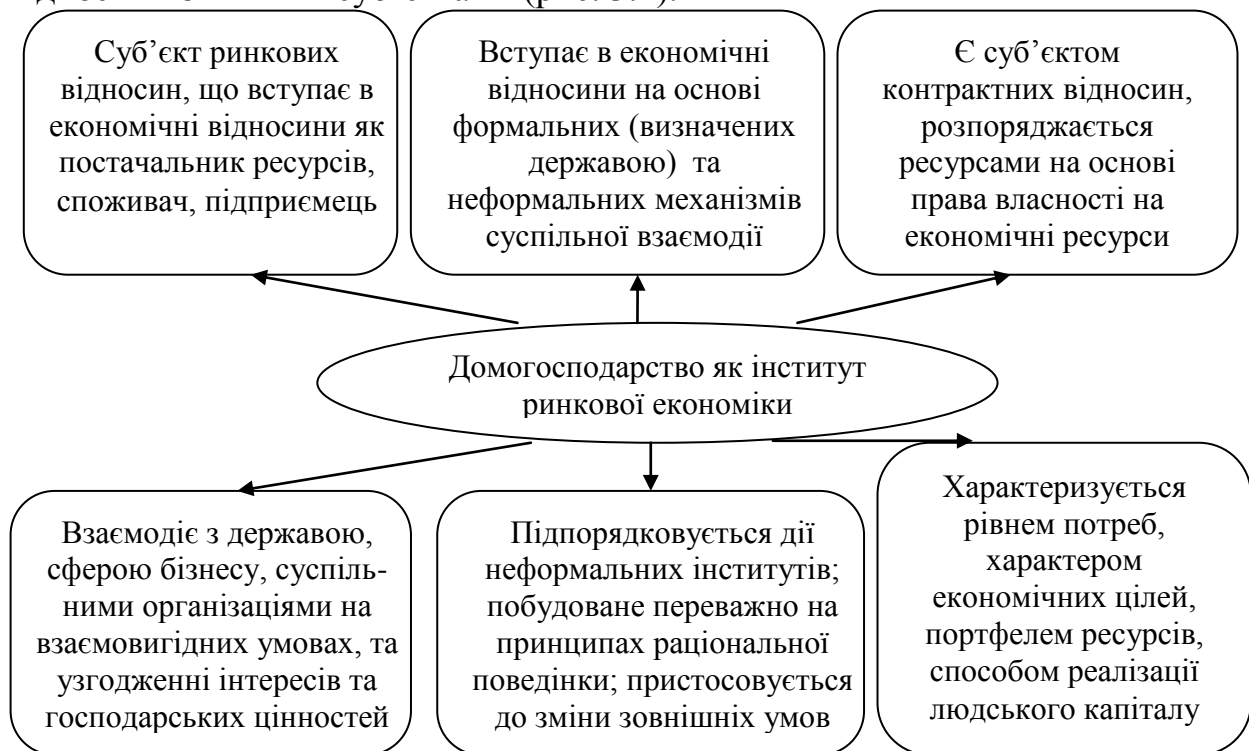 Суб’єкт ринкових
відносин, що вступає в
економічні відносини як
постачальник ресурсів,
споживач, підприємець
Вступає в економічні
відносини на основі
формальних (визначених
державою) та
неформальних механізмів
суспільної взаємодії
Є суб’єктом
контрактних відносин,
розпоряджається
ресурсами на основі
права власності на
економічні ресурси
Домогосподарство як інститут
ринкової економіки
Взаємодіє з державою,
сферою бізнесу, суспіль-
ними організаціями на
взаємовигідних умовах, та
узгодженні інтересів та
господарських цінностей
Підпорядковується дії
неформальних інститутів;
побудоване переважно на
принципах раціональної
поведінки; пристосовується
до зміни зовнішніх умов
Характеризується
рівнем потреб,
характером
економічних цілей,
портфелем ресурсів,
способом реалізації
людського капіталу